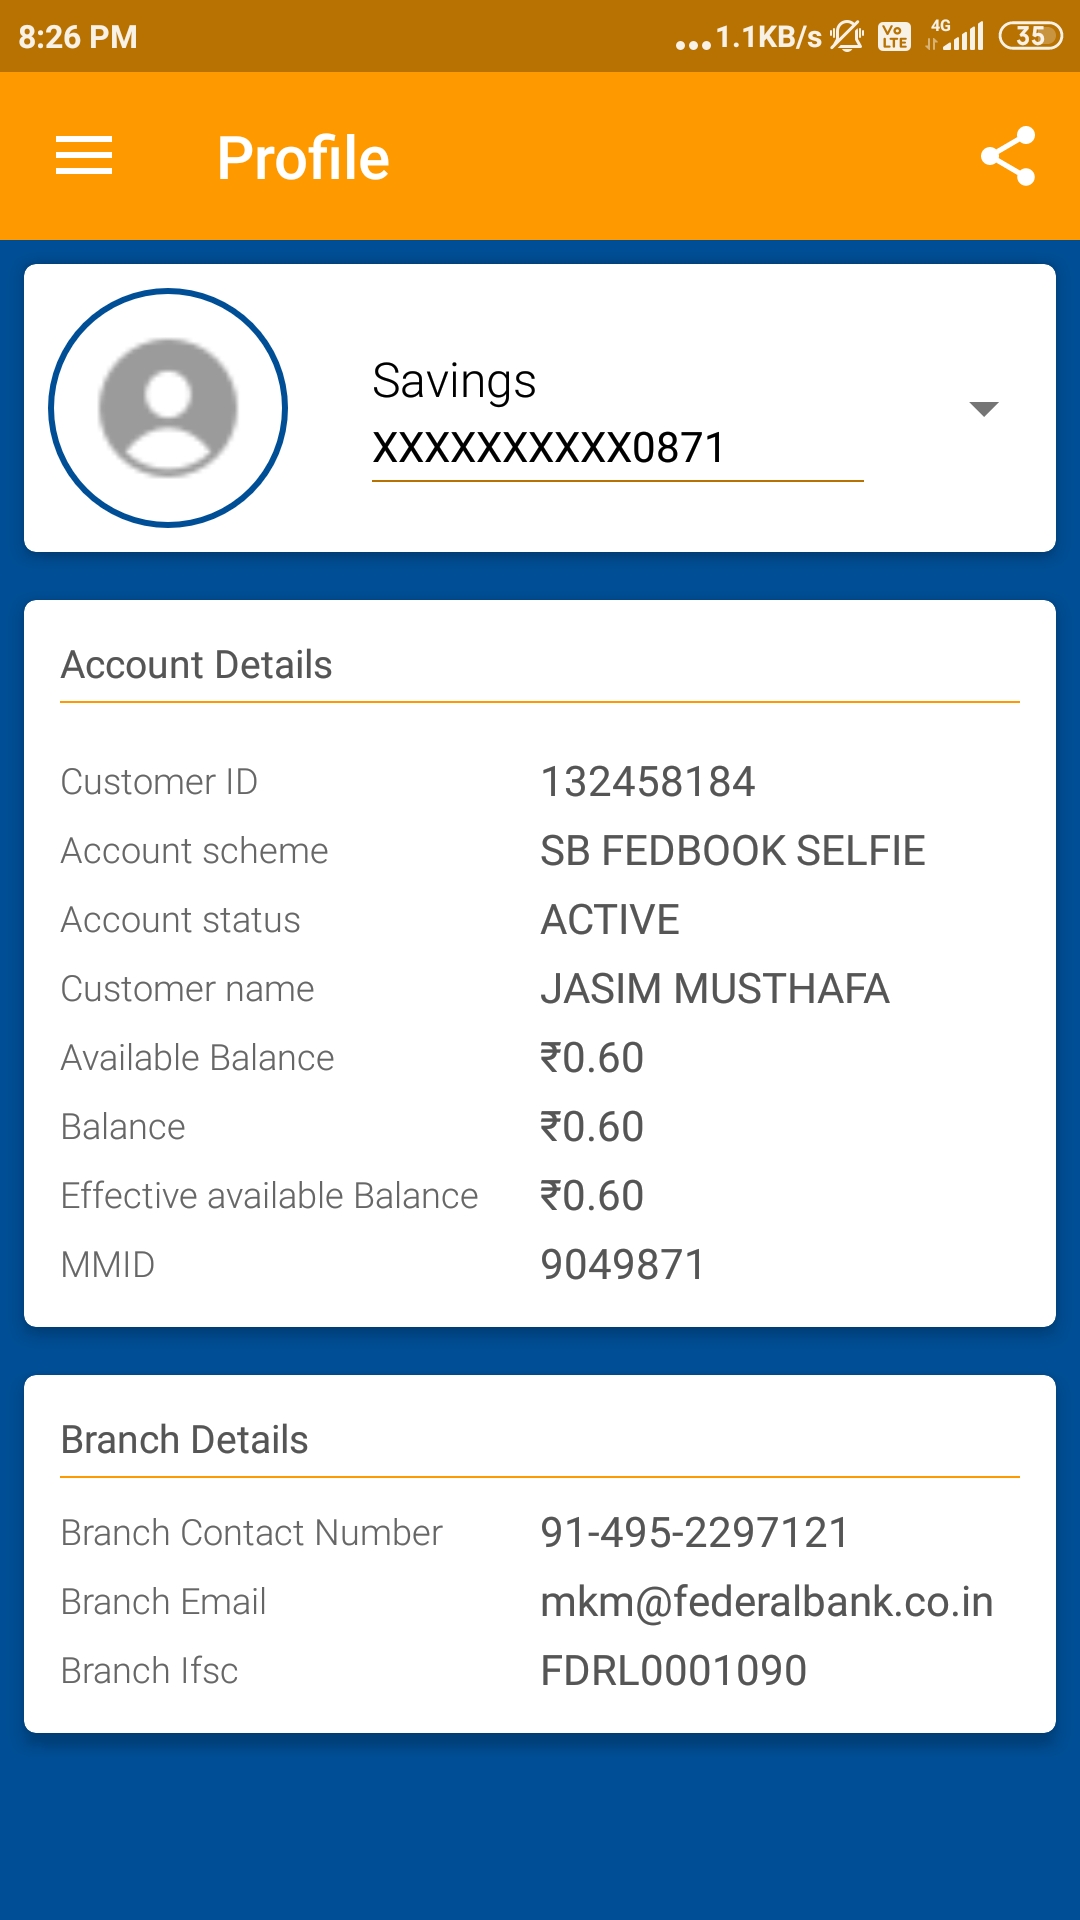 8:26 PM ...1.1KB/s Vo LTE 4G 35
Profile
Savings
XXXXXXXXXX0871
Account Details
Customer ID 132458184
Account scheme SB FEDBOOK SELFIE
Account status ACTIVE
Customer name JASIM MUSTHAFA
Available Balance ₹0.60
Balance ₹0.60
Effective available Balance ₹0.60
MMID 9049871
Branch Details
Branch Contact Number 91-495-2297121
Branch Email mkm@federalbank.co.in
Branch Ifsc FDRL0001090